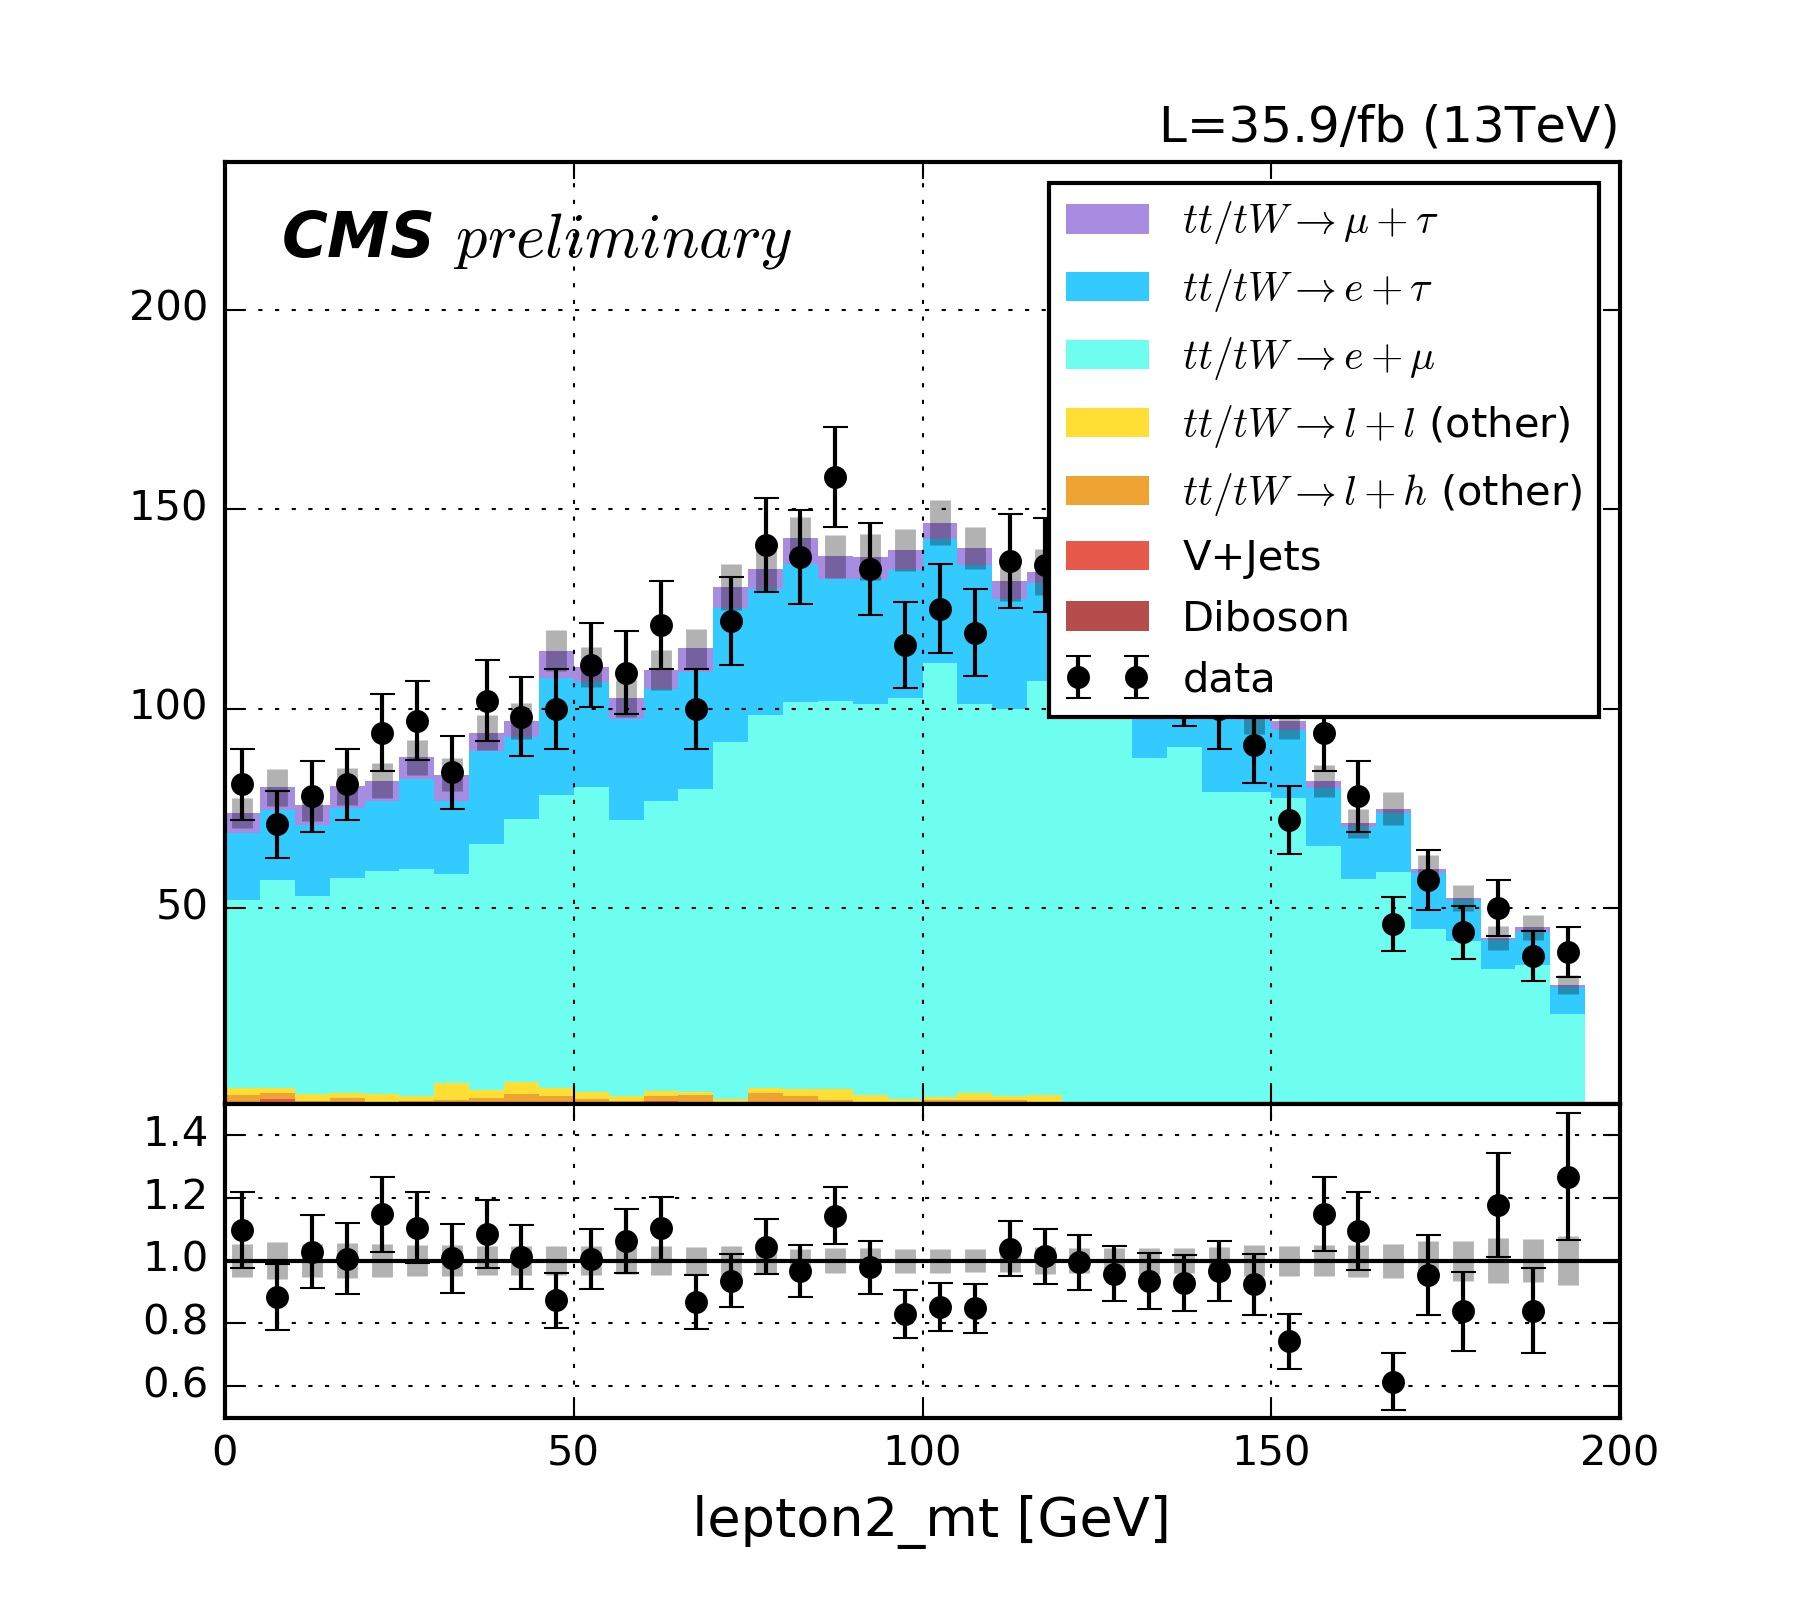 L=35.9/fb (13TeV)
CMS preliminary
tt/tW→μ+τ
tt/tW→e+τ
tt/tW→e+μ
tt/tW→l+l (other)
tt/tW→l+h (other)
V+Jets
Diboson
data
200
150
100
50
1.4
1.2
1.0
0.8
0.6
0 50 100 150 200
lepton2_mt [GeV]